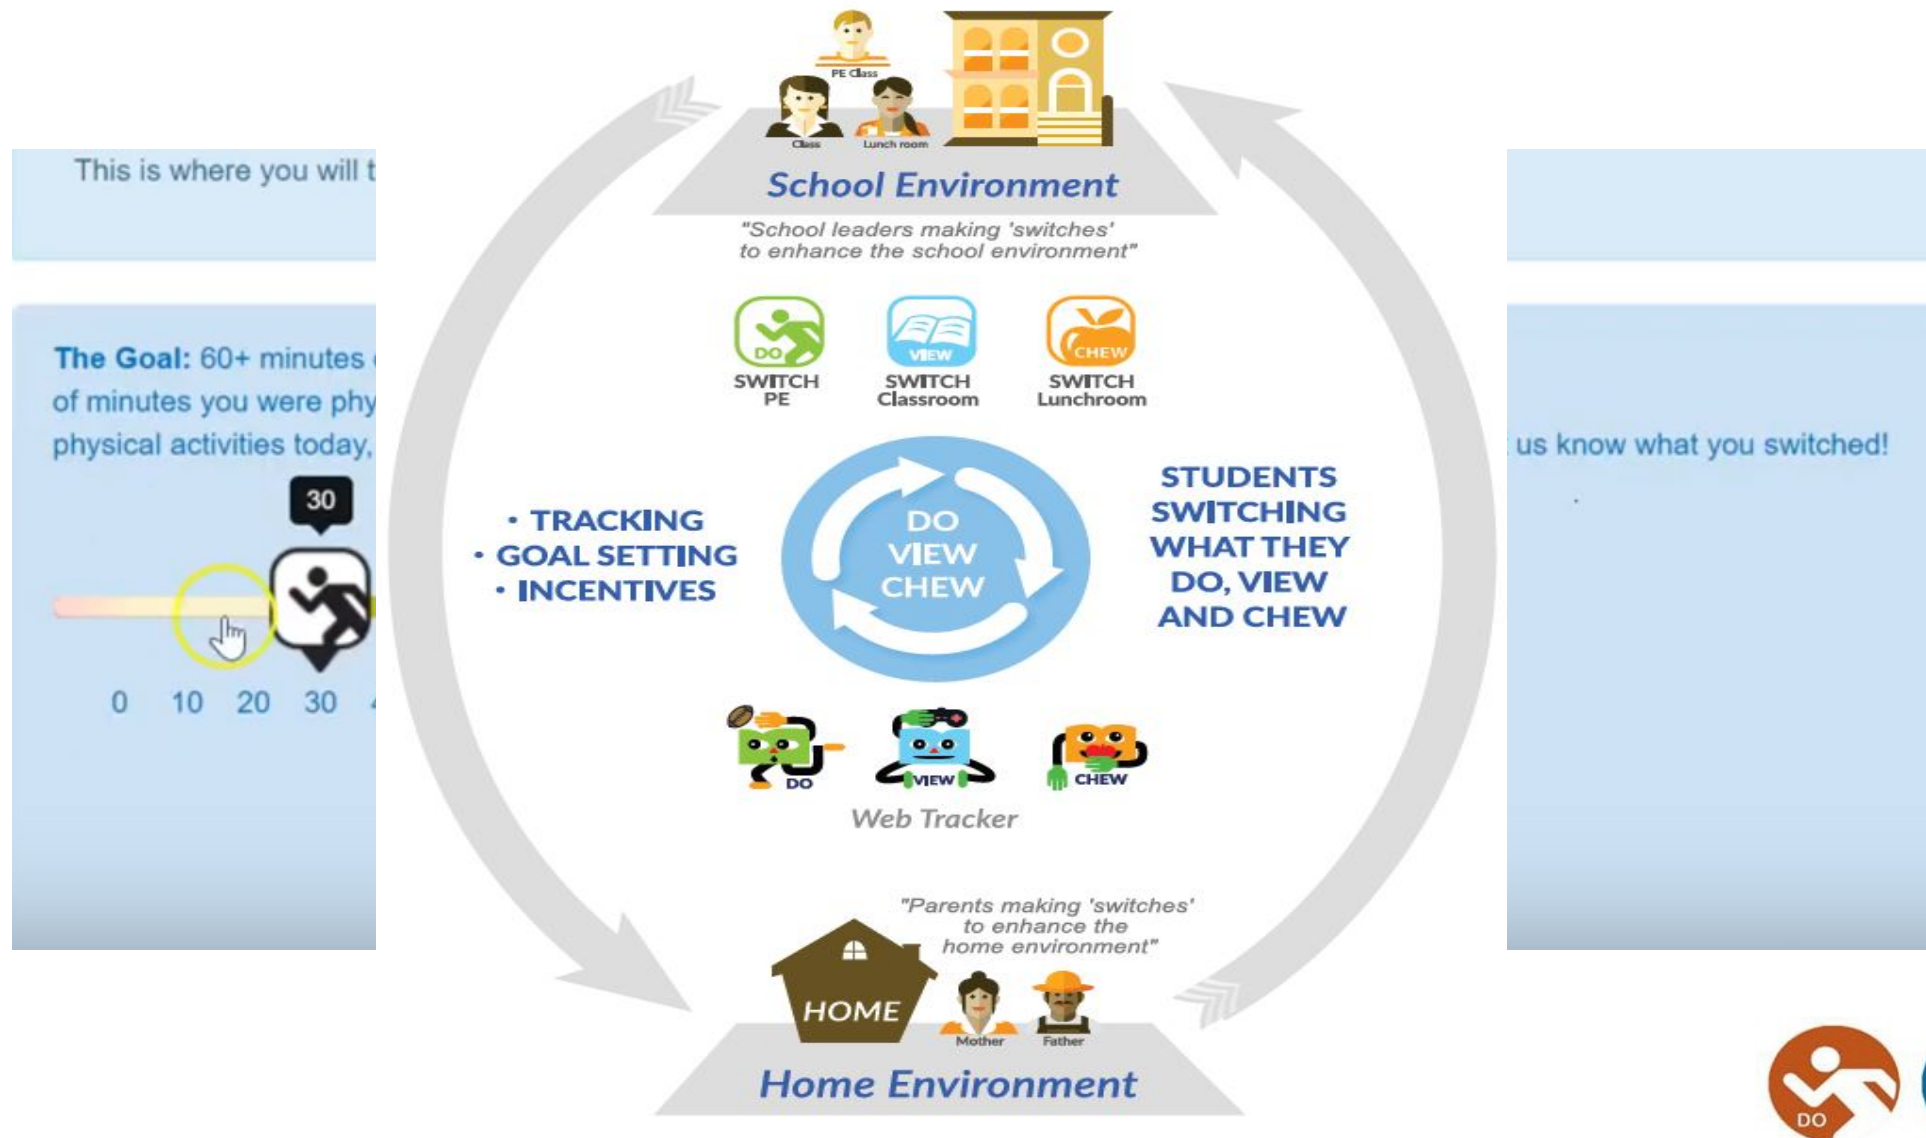 PE Class
Class
Lunch room
School Environment
"School leaders making 'switches'
to enhance the school environment"
DO
VIEW
CHEW
SWITCH
PE
SWITCH
Classroom
SWITCH
Lunchroom
• TRACKING
• GOAL SETTING
• INCENTIVES
DO
VIEW
CHEW
STUDENTS
SWITCHING
WHAT THEY
DO, VIEW
AND CHEW
DO
VIEW
CHEW
Web Tracker
"Parents making 'switches'
to enhance the
home environment"
HOME
Mother
Father
Home Environment
This is where you will
The Goal: 60+ minutes
of minutes you were
physical activities today,
30
0 10 20 30
us know what you switched!
DO